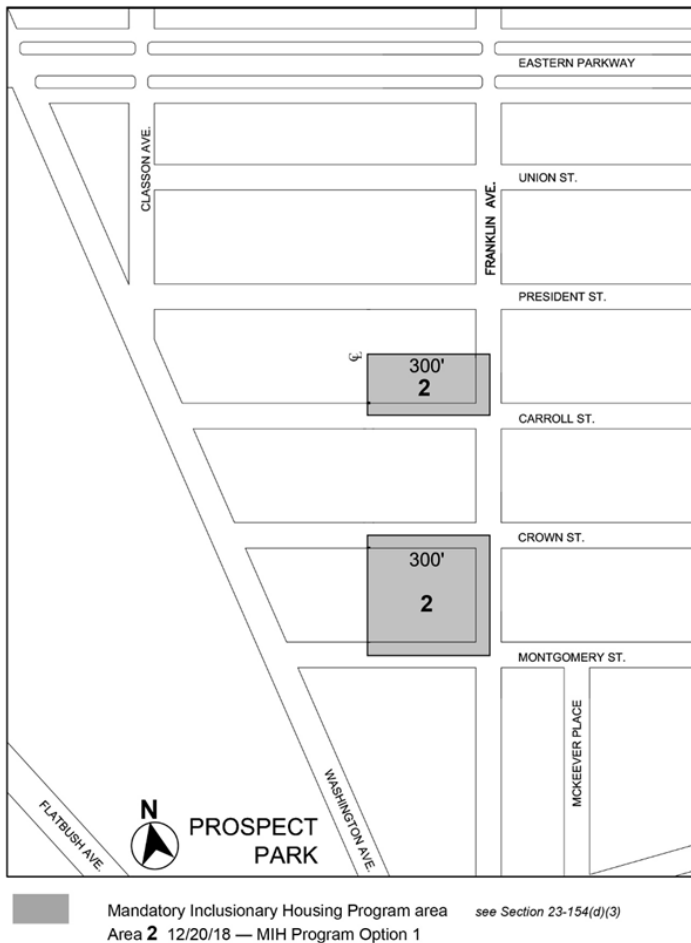 EASTERN PARKWAY
CLASSON AVE.
UNION ST.
FRANKLIN AVE.
PRESIDENT ST.
CL
300'
2
CARROLL ST.
CROWN ST.
300'
2
MONTGOMERY ST.
MCKEEVER PLACE
WASHINGTON AVE.
FLATBUSH AVE.
N
PROSPECT
PARK
Mandatory Inclusionary Housing Program area see Section 23-154(d)(3)
Area 2 12/20/18 — MIH Program Option 1